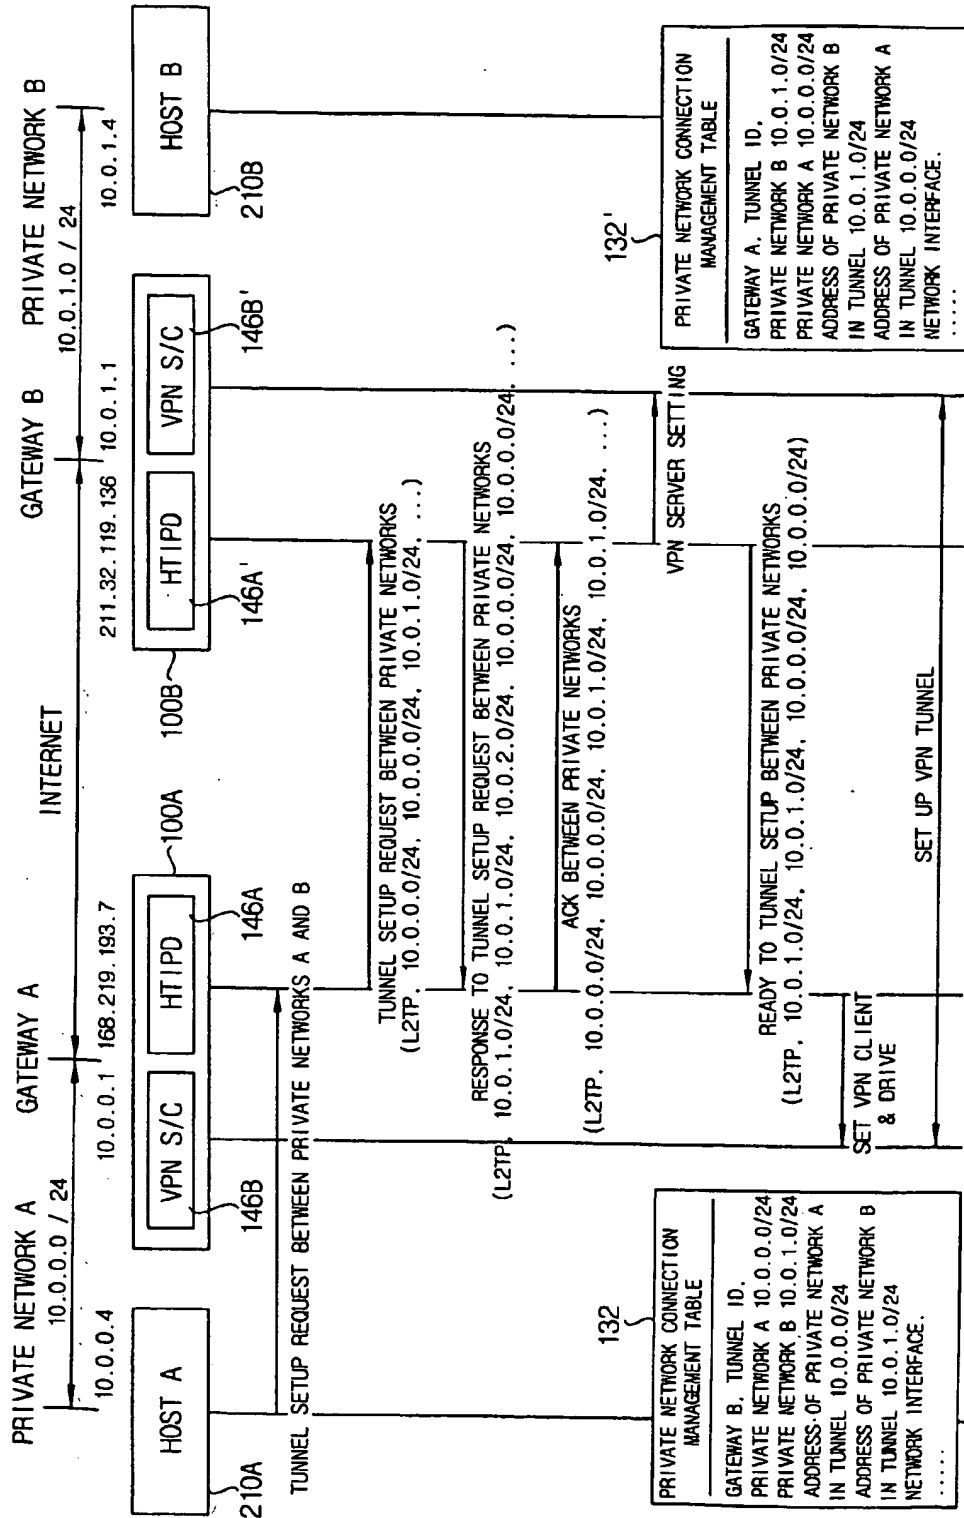 PRIVATE NETWORK A
GATEWAY A
INTERNET
GATEWAY B
PRIVATE NETWORK B
10.0.0.0 / 24
10.0.1.0 / 24
10.0.0.4
10.0.0.1
168.219.193.7
211.32.119.136
10.0.1.1
10.0.1.4
HOST A
VPN S/C
HTIPD
HTIPD
VPN S/C
HOST B
210A
146B
146A
100A
100B
146A'
146B'
210B
TUNNEL SETUP REQUEST BETWEEN PRIVATE NETWORKS A AND B
TUNNEL SETUP REQUEST BETWEEN PRIVATE NETWORKS
(L2TP, 10.0.0.0/24, 10.0.0.0/24, 10.0.1.0/24, ...)
RESPONSE TO TUNNEL SETUP REQUEST BETWEEN PRIVATE NETWORKS
(L2TP, 10.0.1.0/24, 10.0.1.0/24, 10.0.2.0/24, 10.0.0.0/24, 10.0.0.0/24, ...)
ACK BETWEEN PRIVATE NETWORKS
(L2TP, 10.0.0.0/24, 10.0.0.0/24, 10.0.1.0/24, 10.0.1.0/24, ...)
VPN SERVER SETTING
READY TO TUNNEL SETUP BETWEEN PRIVATE NETWORKS
(L2TP, 10.0.1.0/24, 10.0.1.0/24, 10.0.0.0/24, 10.0.0.0/24)
SET VPN CLIENT
& DRIVE
SET UP VPN TUNNEL
132
PRIVATE NETWORK CONNECTION
MANAGEMENT TABLE
GATEWAY B, TUNNEL ID,
PRIVATE NETWORK A 10.0.0.0/24
PRIVATE NETWORK B 10.0.1.0/24
ADDRESS OF PRIVATE NETWORK A
IN TUNNEL 10.0.0.0/24
ADDRESS OF PRIVATE NETWORK B
IN TUNNEL 10.0.1.0/24
NETWORK INTERFACE,
.....
132'
PRIVATE NETWORK CONNECTION
MANAGEMENT TABLE
GATEWAY A, TUNNEL ID,
PRIVATE NETWORK B 10.0.1.0/24
PRIVATE NETWORK A 10.0.0.0/24
ADDRESS OF PRIVATE NETWORK B
IN TUNNEL 10.0.1.0/24
ADDRESS OF PRIVATE NETWORK A
IN TUNNEL 10.0.0.0/24
NETWORK INTERFACE,
.....